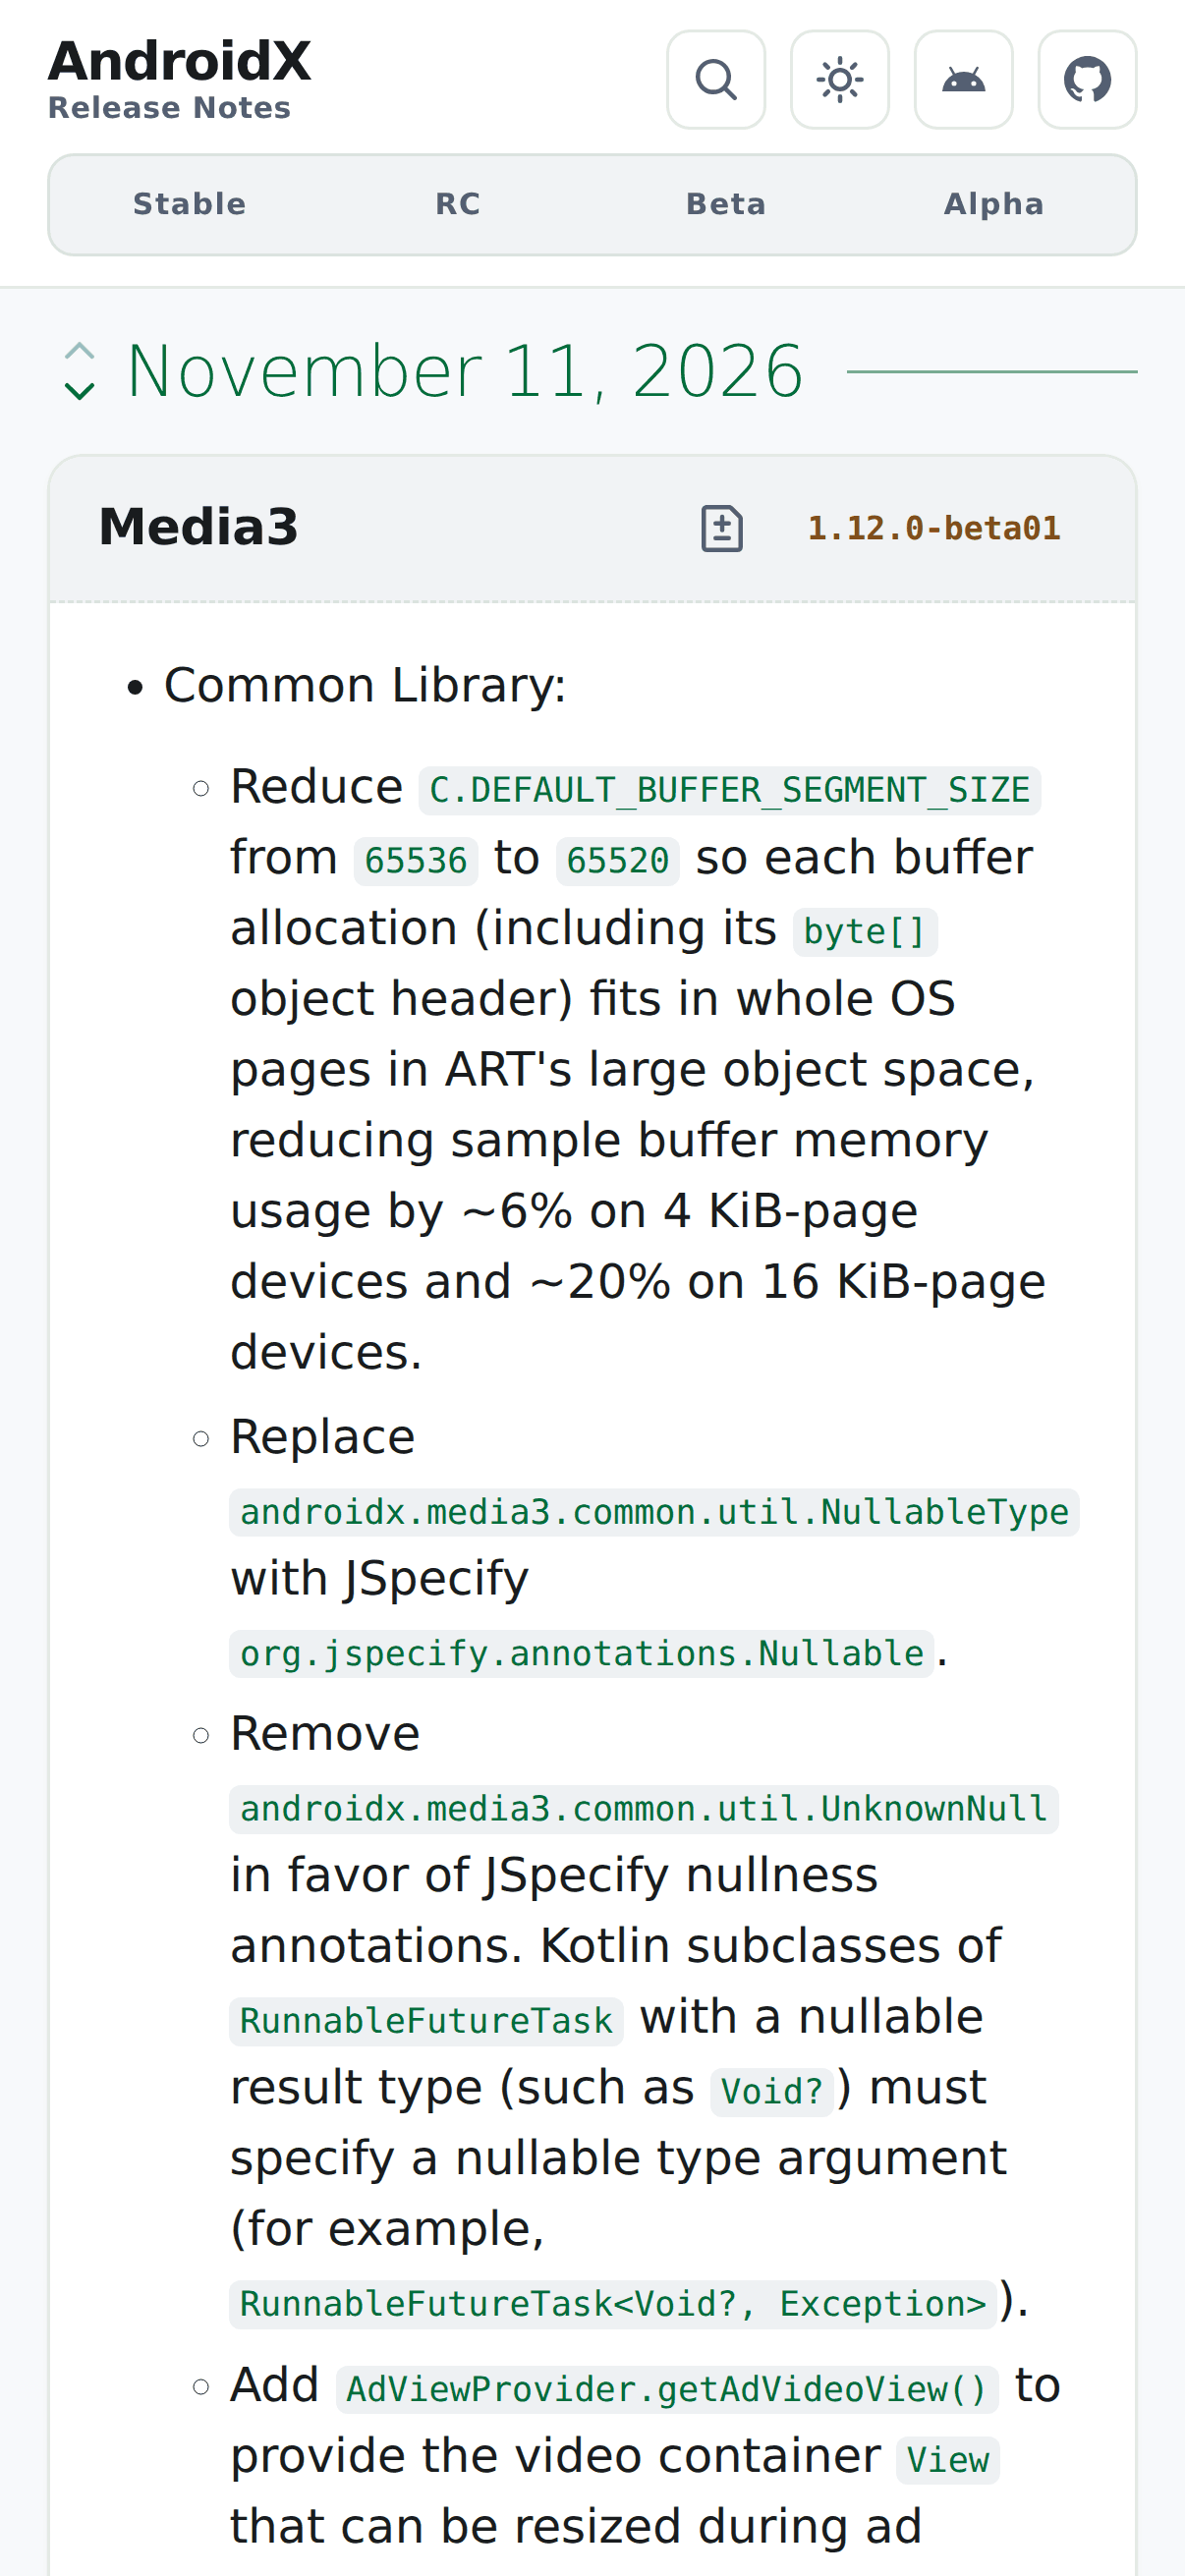 AndroidX
Release Notes
Stable RC Beta Alpha
November 11, 2026
Media3 1.12.0-beta01
• Common Library:
○ Reduce C.DEFAULT_BUFFER_SEGMENT_SIZE
from 65536 to 65520 so each buffer
allocation (including its byte[]
object header) fits in whole OS
pages in ART's large object space,
reducing sample buffer memory
usage by ~6% on 4 KiB-page
devices and ~20% on 16 KiB-page
devices.
○ Replace
androidx.media3.common.util.NullableType
with JSpecify
org.jspecify.annotations.Nullable.
○ Remove
androidx.media3.common.util.UnknownNull
in favor of JSpecify nullness
annotations. Kotlin subclasses of
RunnableFutureTask with a nullable
result type (such as Void?) must
specify a nullable type argument
(for example,
RunnableFutureTask<Void?, Exception>).
○ Add AdViewProvider.getAdVideoView() to
provide the video container View
that can be resized during ad